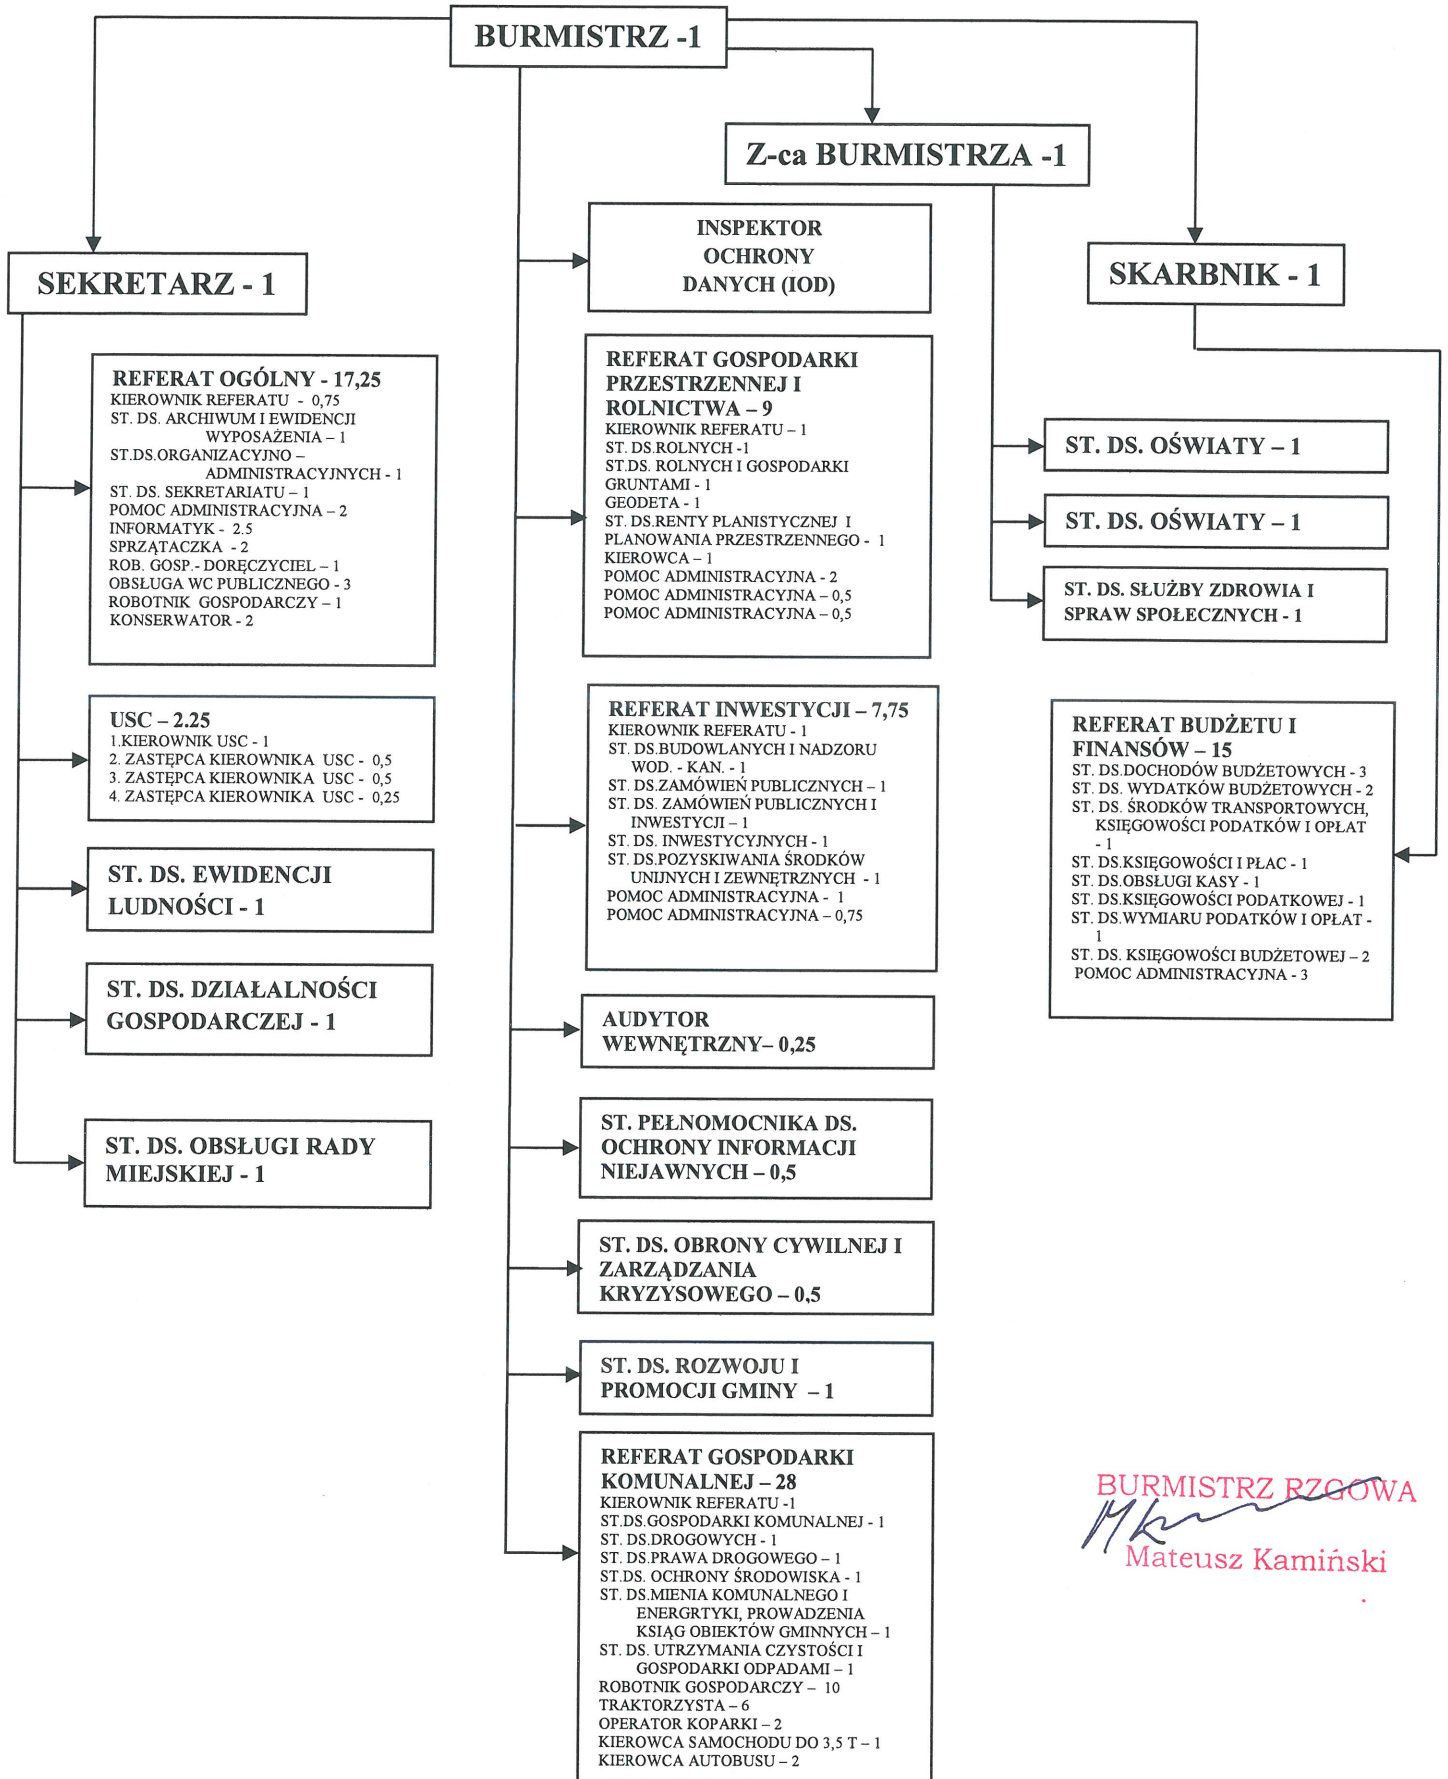 BURMISTRZ -1
Z-ca BURMISTRZA -1
SEKRETARZ - 1
INSPEKTOR
OCHRONY
DANYCH (IOD)
SKARBNIK - 1
REFERAT OGÓLNY - 17,25
KIEROWNIK REFERATU - 0,75
ST. DS. ARCHIWUM I EWIDENCJI
WYPOSAŻENIA – 1
ST.DS.ORGANIZACYJNO –
ADMINISTRACYJNYCH - 1
ST. DS. SEKRETARIATU – 1
POMOC ADMINISTRACYJNA – 2
INFORMATYK - 2.5
SPRZĄTACZKA - 2
ROB. GOSP.- DORĘCZYCIEL – 1
OBSŁUGA WC PUBLICZNEGO - 3
ROBOTNIK GOSPODARCZY – 1
KONSERWATOR - 2
USC – 2.25
1.KIEROWNIK USC - 1
2. ZASTĘPCA KIEROWNIKA USC - 0,5
3. ZASTĘPCA KIEROWNIKA USC - 0,5
4. ZASTĘPCA KIEROWNIKA USC - 0,25
ST. DS. EWIDENCJI
LUDNOŚCI - 1
ST. DS. DZIAŁALNOŚCI
GOSPODARCZEJ - 1
ST. DS. OBSŁUGI RADY
MIEJSKIEJ - 1
REFERAT GOSPODARKI
PRZESTRZENNEJ I
ROLNICTWA – 9
KIEROWNIK REFERATU – 1
ST. DS.ROLNYCH -1
ST.DS. ROLNYCH I GOSPODARKI
GRUNTAMI - 1
GEODETA - 1
ST. DS.RENTY PLANISTYCZNEJ I
PLANOWANIA PRZESTRZENNEGO - 1
KIEROWCA – 1
POMOC ADMINISTRACYJNA - 2
POMOC ADMINISTRACYJNA – 0,5
POMOC ADMINISTRACYJNA – 0,5
REFERAT INWESTYCJI – 7,75
KIEROWNIK REFERATU - 1
ST. DS.BUDOWLANYCH I NADZORU
WOD. - KAN. - 1
ST. DS.ZAMÓWIEŃ PUBLICZNYCH – 1
ST. DS. ZAMÓWIEŃ PUBLICZNYCH I
INWESTYCJI – 1
ST. DS. INWESTYCYJNYCH - 1
ST. DS.POZYSKIWANIA ŚRODKÓW
UNIJNYCH I ZEWNĘTRZNYCH - 1
POMOC ADMINISTRACYJNA - 1
POMOC ADMINISTRACYJNA – 0,75
AUDYTOR
WEWNĘTRZNY– 0,25
ST. PEŁNOMOCNIKA DS.
OCHRONY INFORMACJI
NIEJAWNYCH – 0,5
ST. DS. OBRONY CYWILNEJ I
ZARZĄDZANIA
KRYZYSOWEGO – 0,5
ST. DS. ROZWOJU I
PROMOCJI GMINY – 1
REFERAT GOSPODARKI
KOMUNALNEJ – 28
KIEROWNIK REFERATU -1
ST.DS.GOSPODARKI KOMUNALNEJ - 1
ST. DS.DROGOWYCH - 1
ST. DS.PRAWA DROGOWEGO – 1
ST.DS. OCHRONY ŚRODOWISKA - 1
ST. DS.MIENIA KOMUNALNEGO I
ENERGRTYKI, PROWADZENIA
KSIĄG OBIEKTÓW GMINNYCH – 1
ST. DS. UTRZYMANIA CZYSTOŚCI I
GOSPODARKI ODPADAMI – 1
ROBOTNIK GOSPODARCZY – 10
TRAKTORZYSTA – 6
OPERATOR KOPARKI – 2
KIEROWCA SAMOCHODU DO 3,5 T – 1
KIEROWCA AUTOBUSU – 2
ST. DS. OŚWIATY – 1
ST. DS. OŚWIATY – 1
ST. DS. SŁUŻBY ZDROWIA I
SPRAW SPOŁECZNYCH - 1
REFERAT BUDŻETU I
FINANSÓW – 15
ST. DS.DOCHODÓW BUDŻETOWYCH - 3
ST. DS. WYDATKÓW BUDŻETOWYCH - 2
ST. DS. ŚRODKÓW TRANSPORTOWYCH,
KSIĘGOWOŚCI PODATKÓW I OPŁAT
- 1
ST. DS.KSIĘGOWOŚCI I PŁAC - 1
ST. DS.OBSŁUGI KASY - 1
ST. DS.KSIĘGOWOŚCI PODATKOWEJ - 1
ST. DS.WYMIARU PODATKÓW I OPŁAT -
1
ST. DS. KSIĘGOWOŚCI BUDŻETOWEJ – 2
POMOC ADMINISTRACYJNA - 3
BURMISTRZ RZGOWA
Mateusz Kamiński